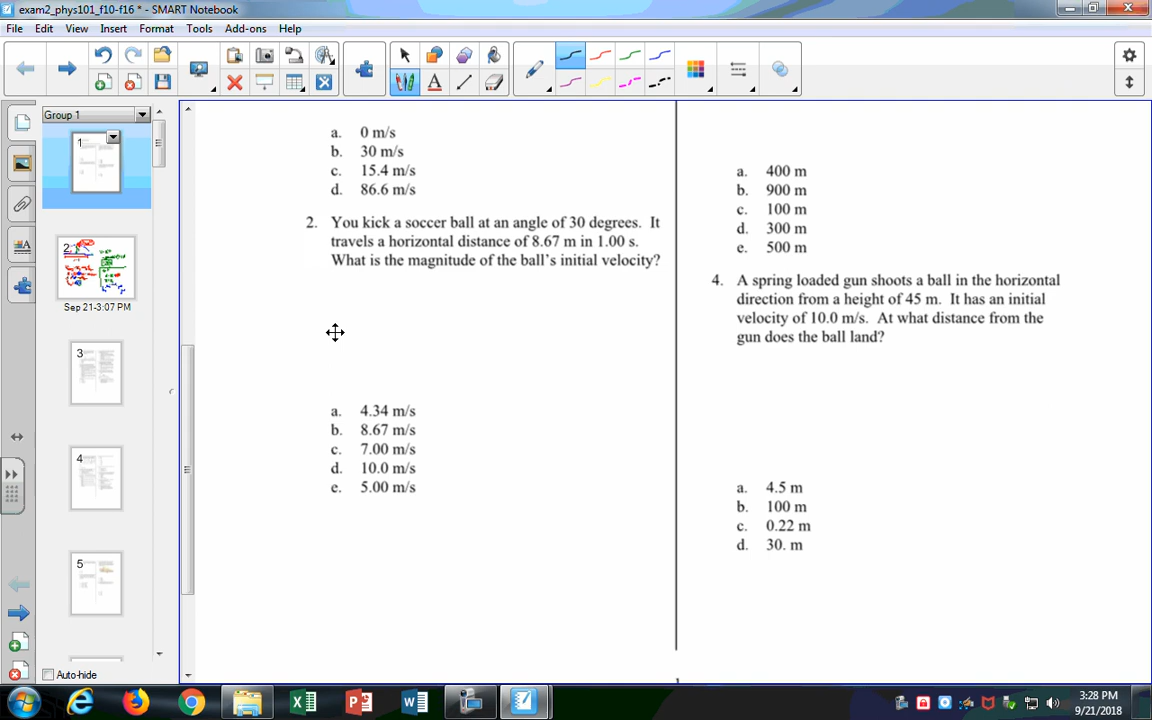 exam2_phys101_f10-f16 * - SMART Notebook
File Edit View Insert Format Tools Add-ons Help
Group 1
1
2
Sep 21-3:07 PM
3
4
5
Auto-hide
a. 0 m/s
b. 30 m/s
c. 15.4 m/s
d. 86.6 m/s
2. You kick a soccer ball at an angle of 30 degrees. It
travels a horizontal distance of 8.67 m in 1.00 s.
What is the magnitude of the ball's initial velocity?
a. 4.34 m/s
b. 8.67 m/s
c. 7.00 m/s
d. 10.0 m/s
e. 5.00 m/s
a. 400 m
b. 900 m
c. 100 m
d. 300 m
e. 500 m
4. A spring loaded gun shoots a ball in the horizontal
direction from a height of 45 m. It has an initial
velocity of 10.0 m/s. At what distance from the
gun does the ball land?
a. 4.5 m
b. 100 m
c. 0.22 m
d. 30. m
3:28 PM
9/21/2018